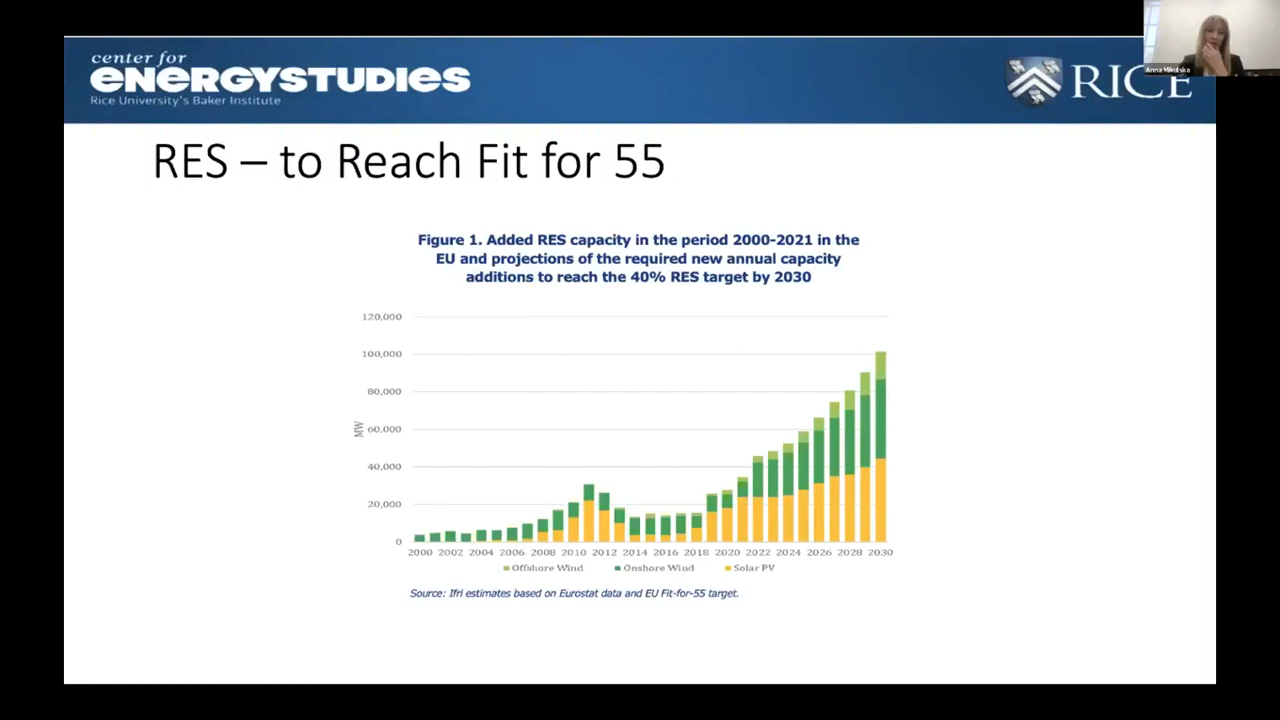 center for
ENERGYSTUDIES
Rice University's Baker Institute
RICE
Anna Mikulska
RES – to Reach Fit for 55
Figure 1. Added RES capacity in the period 2000-2021 in the
EU and projections of the required new annual capacity
additions to reach the 40% RES target by 2030
120,000
100,000
80,000
MW
60,000
40,000
20,000
0
2000 2002 2004 2006 2008 2010 2012 2014 2016 2018 2020 2022 2024 2026 2028 2030
Offshore Wind Onshore Wind Solar PV
Source: Ifri estimates based on Eurostat data and EU Fit-for-55 target.